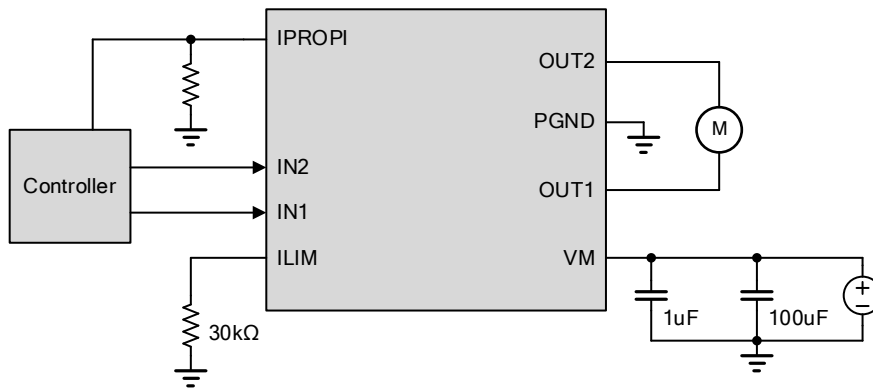 IPROPI
OUT2
PGND
M
Controller
IN2
IN1
OUT1
ILIM
VM
30kΩ
1uF
100uF
+
−